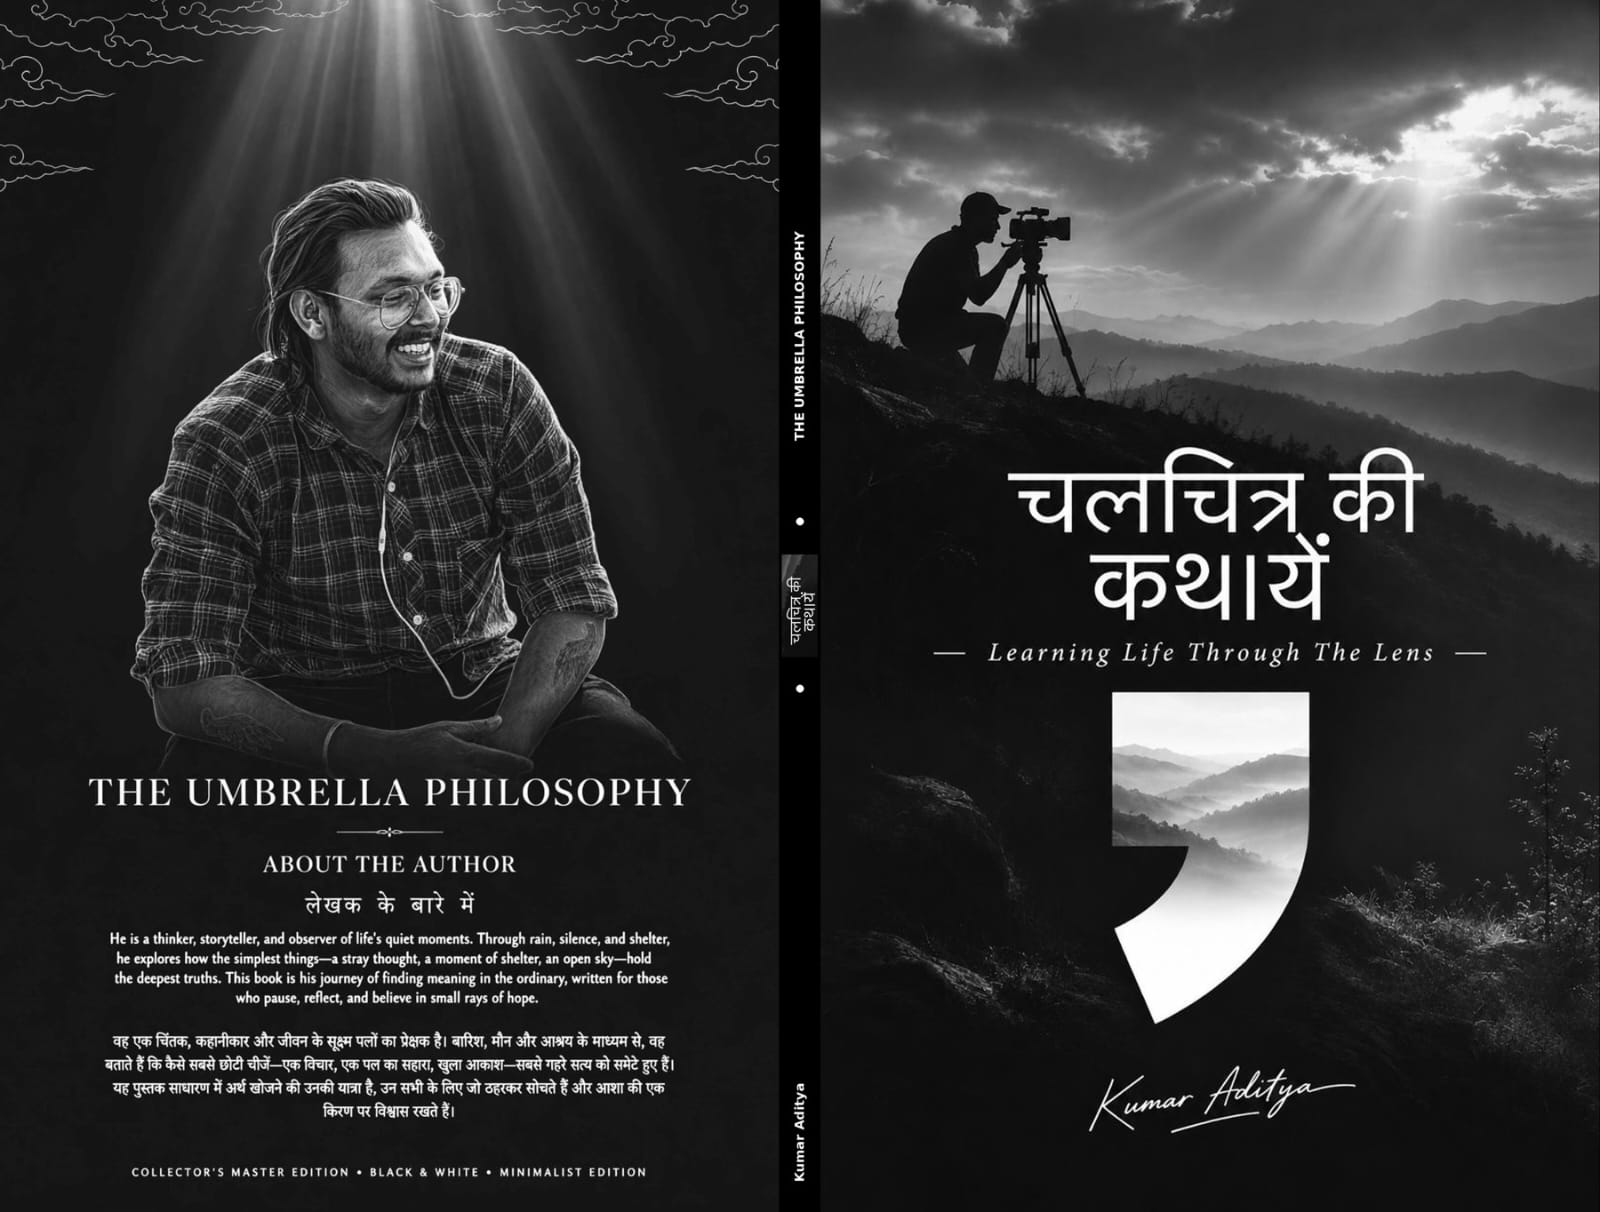 THE UMBRELLA PHILOSOPHY
ABOUT THE AUTHOR
लेखक के बारे में
He is a thinker, storyteller, and observer of life's quiet moments. Through rain, silence, and shelter,
he explores how the simplest things—a stray thought, a moment of shelter, an open sky—hold
the deepest truths. This book is his journey of finding meaning in the ordinary, written for those
who pause, reflect, and believe in small rays of hope.
वह एक चिंतक, कहानीकार और जीवन के सूक्ष्म पलों का प्रेक्षक है। बारिश, मौन और आश्रय के माध्यम से, वह
बताते हैं कि कैसे सबसे छोटी चीजें—एक विचार, एक पल का सहारा, खुला आकाश—सबसे गहरे सत्य को समेटे हुए हैं।
यह पुस्तक साधारण में अर्थ खोजने की उनकी यात्रा है, उन सभी के लिए जो ठहरकर सोचते हैं और आशा की एक
किरण पर विश्वास रखते हैं।
COLLECTOR'S MASTER EDITION • BLACK & WHITE • MINIMALIST EDITION
THE UMBRELLA PHILOSOPHY
चलचित्र की
कथायें
Kumar Aditya
चलचित्र की
कथायें
Learning Life Through The Lens
Kumar Aditya